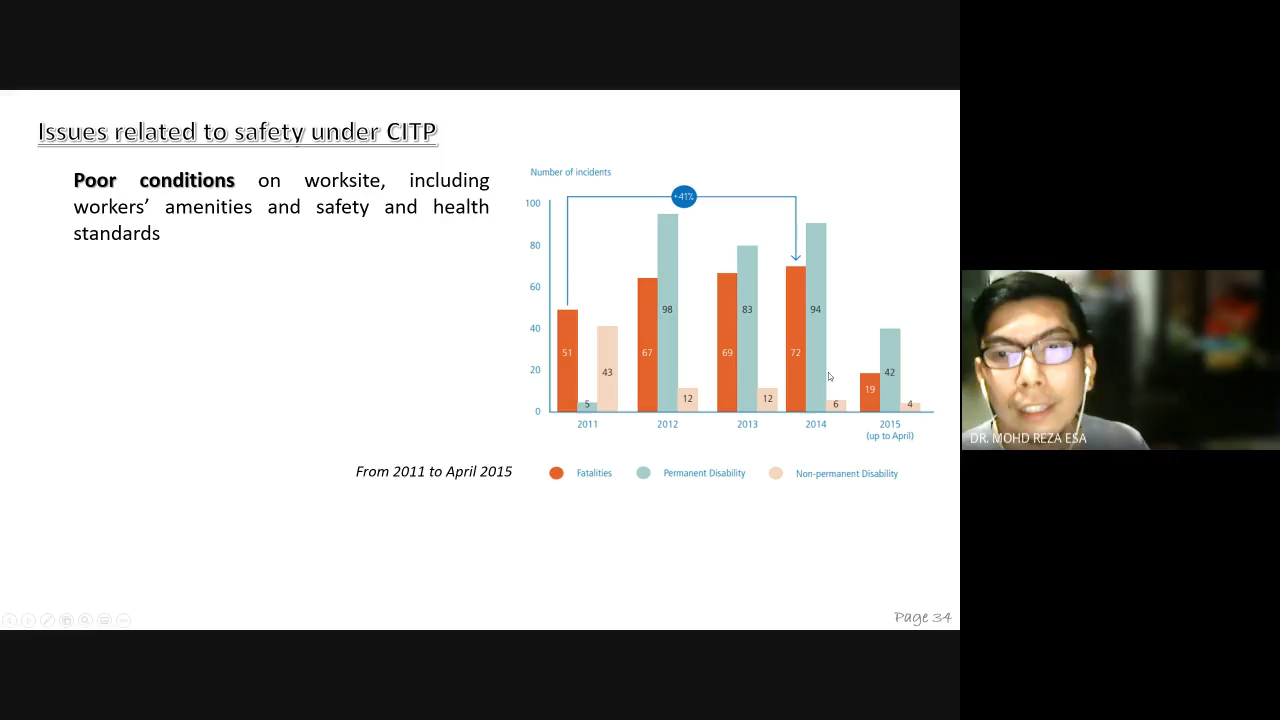 Issues related to safety under CITP
Poor conditions on worksite, including
workers' amenities and safety and health
standards
Number of incidents
+41%
100
80
60
40
20
0
51
5
43
67
98
12
69
83
12
72
94
6
19
42
4
2011
2012
2013
2014
2015
(up to April)
From 2011 to April 2015
Fatalities
Permanent Disability
Non-permanent Disability
Page 34
DR. MOHD REZA ESA